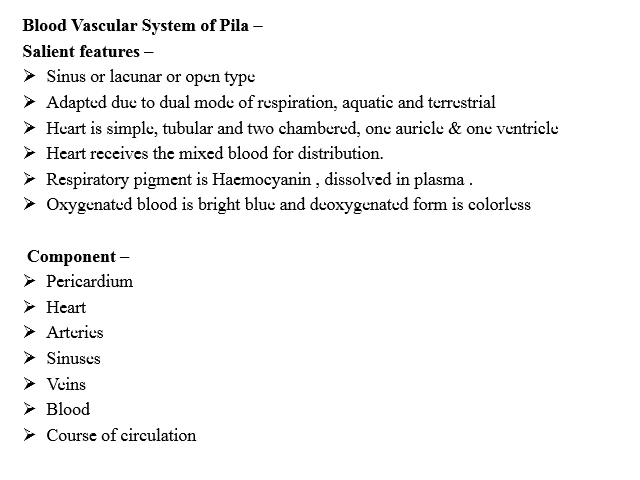 Blood Vascular System of Pila –
Salient features –
➢ Sinus or lacunar or open type
➢ Adapted due to dual mode of respiration, aquatic and terrestrial
➢ Heart is simple, tubular and two chambered, one auricle & one ventricle
➢ Heart receives the mixed blood for distribution.
➢ Respiratory pigment is Haemocyanin , dissolved in plasma .
➢ Oxygenated blood is bright blue and deoxygenated form is colorless
Component –
➢ Pericardium
➢ Heart
➢ Arteries
➢ Sinuses
➢ Veins
➢ Blood
➢ Course of circulation